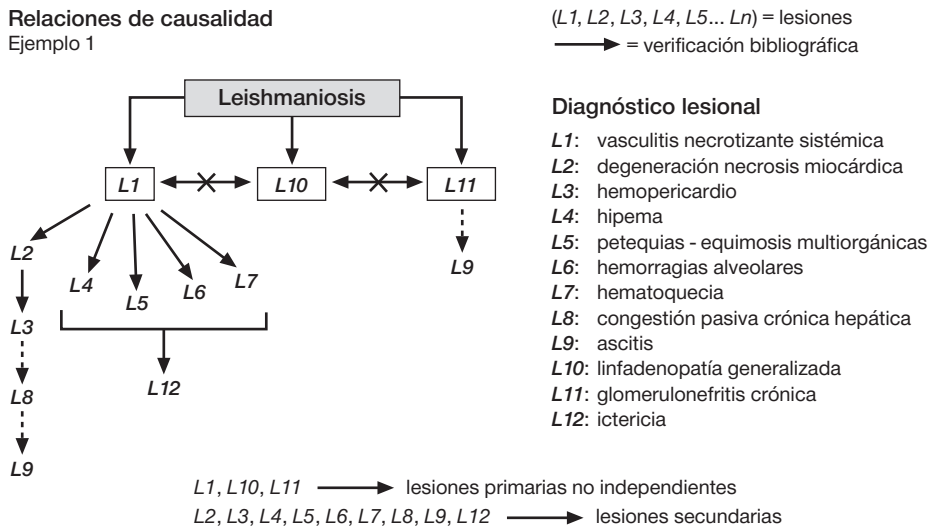 Relaciones de causalidad
Ejemplo 1
(L1, L2, L3, L4, L5... Ln) = lesiones
= verificación bibliográfica
Leishmaniosis
L1
L10
L11
L2
L4
L5
L6
L7
L9
L3
L12
L8
L9
Diagnóstico lesional
L1: vasculitis necrotizante sistémica
L2: degeneración necrosis miocárdica
L3: hemopericardio
L4: hipema
L5: petequias - equimosis multiorgánicas
L6: hemorragias alveolares
L7: hematoquecia
L8: congestión pasiva crónica hepática
L9: ascitis
L10: linfadenopatía generalizada
L11: glomerulonefritis crónica
L12: ictericia
L1, L10, L11 lesiones primarias no independientes
L2, L3, L4, L5, L6, L7, L8, L9, L12 lesiones secundarias